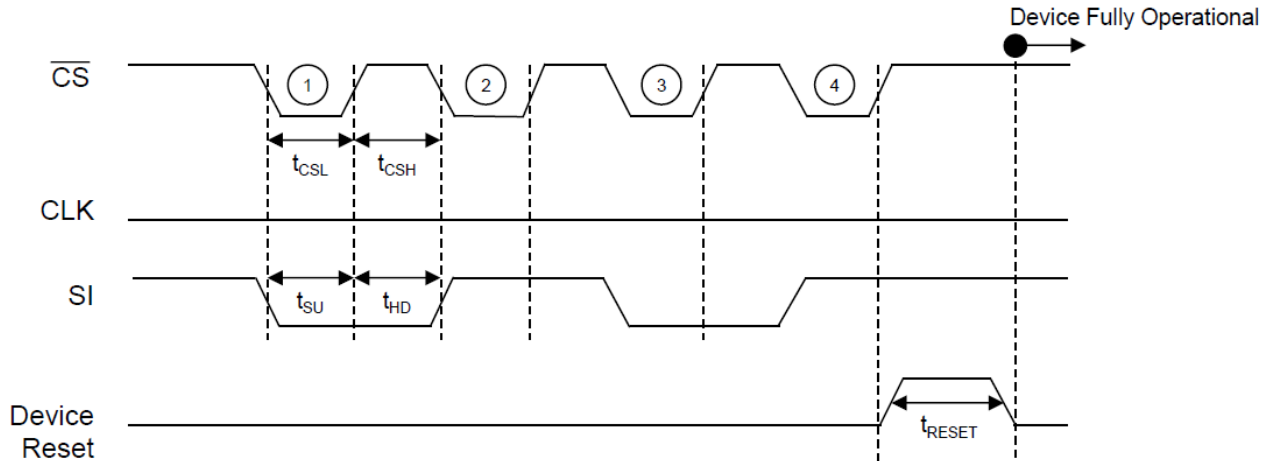 Device Fully Operational
CS
1
2
3
4
tCSL
tCSH
CLK
SI
tSU
tHD
Device
Reset
tRESET